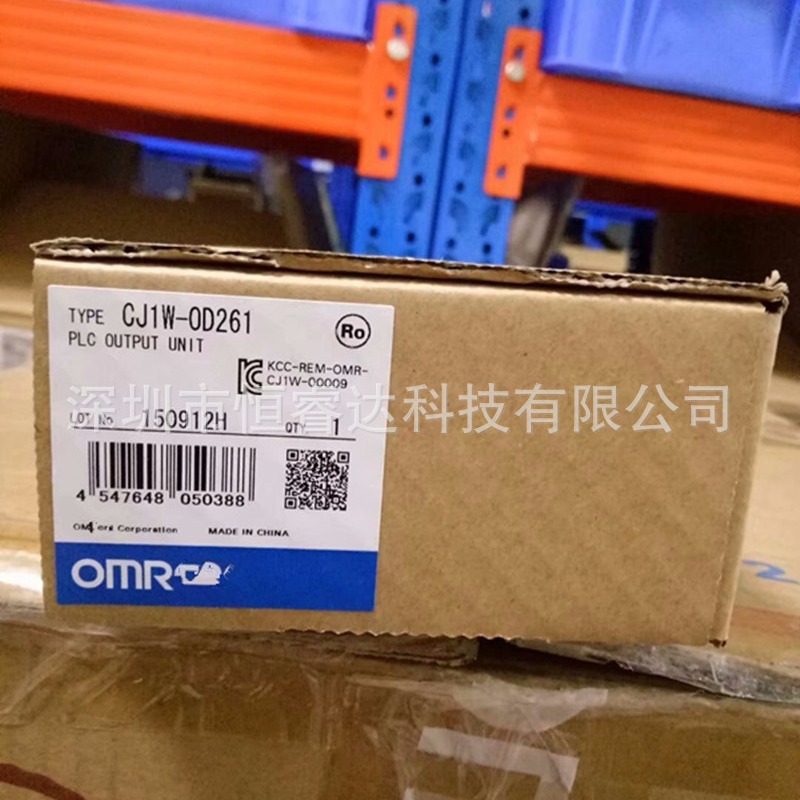 TYPE CJ1W-OD261
PLC OUTPUT UNIT
Ro
KCC-REM-OMR-
CJ1W-00009
深圳市恒睿达科技有限公司
LOT No. 150912H QTY. 1
4 547648 050388
Corporation MADE IN CHINA
OMR